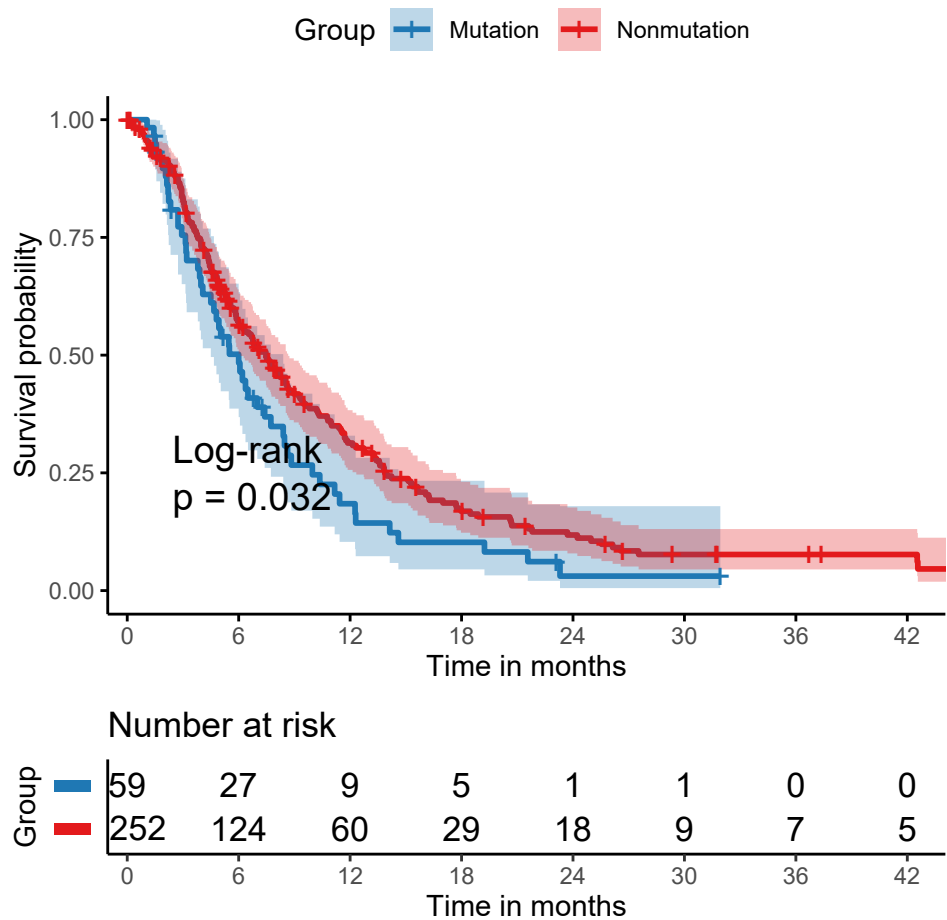 Group Mutation Nonmutation
Survival probability
1.00
0.75
0.50
0.25
0.00
Log-rank
p = 0.032
0 6 12 18 24 30 36 42
Time in months
Number at risk
Group
59 27 9 5 1 1 0 0
252 124 60 29 18 9 7 5
0 6 12 18 24 30 36 42
Time in months